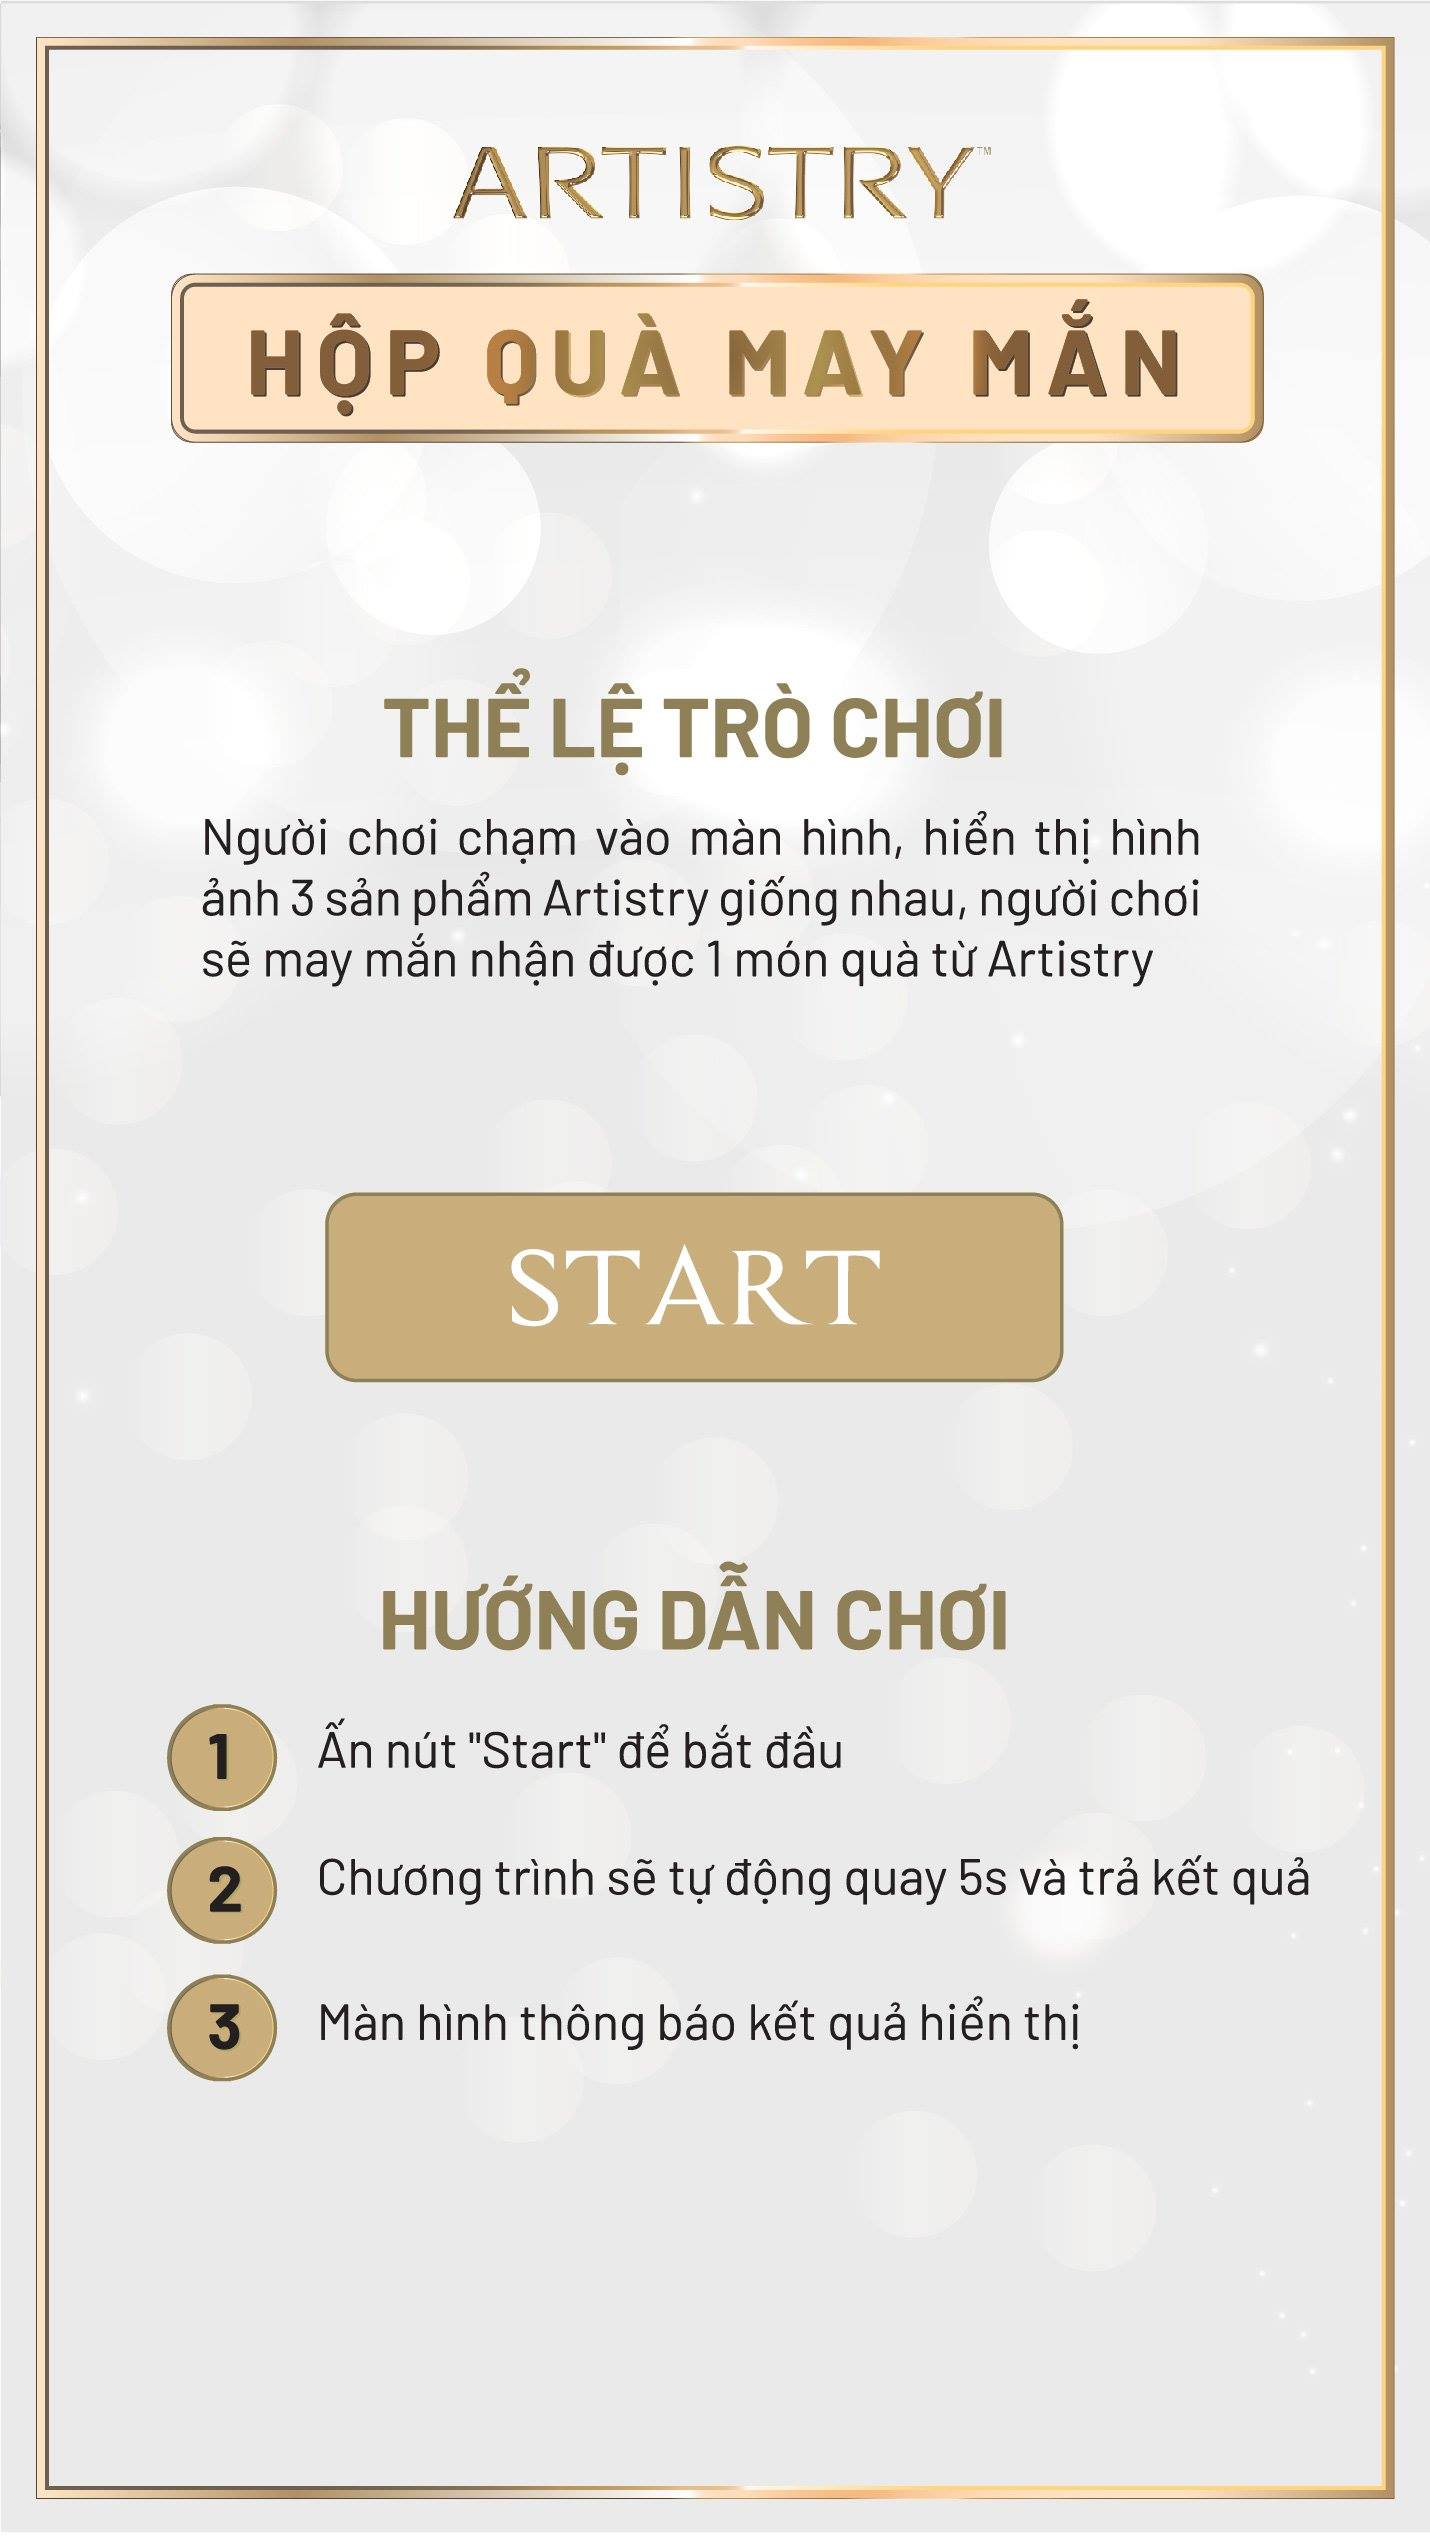 ARTISTRY™
HỘP QUÀ MAY MẮN
THỂ LỆ TRÒ CHƠI
Người chơi chạm vào màn hình, hiển thị hình
ảnh 3 sản phẩm Artistry giống nhau, người chơi
sẽ may mắn nhận được 1 món quà từ Artistry
START
HƯỚNG DẪN CHƠI
1 Ấn nút "Start" để bắt đầu
2 Chương trình sẽ tự động quay 5s và trả kết quả
3 Màn hình thông báo kết quả hiển thị